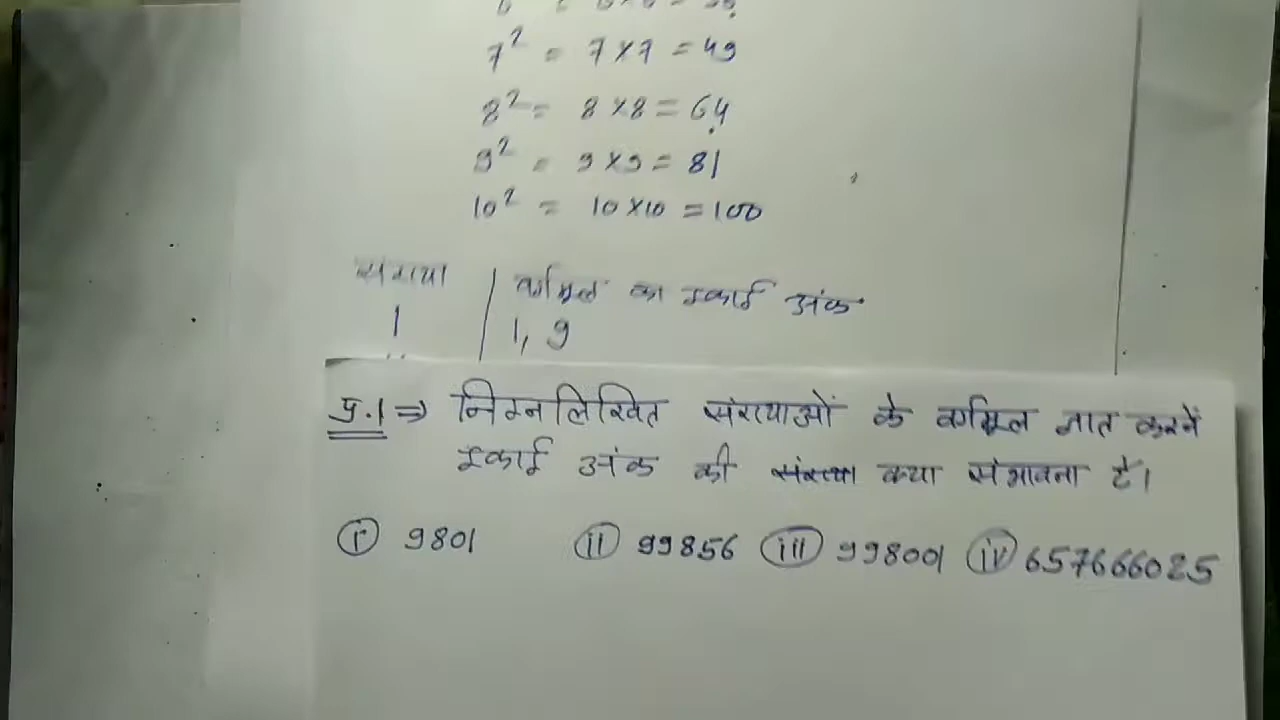 7² = 7×7 = 49
8² = 8×8 = 64
9² = 9×9 = 81
10² = 10×10 = 100
संख्या | वर्गमूल का इकाई अंक
1 | 1, 9
प्र.1 ⇒ निम्नलिखित संख्याओं के वर्गमूल ज्ञात करनें
इकाई अंक की संख्या क्या संभावना है।
(i) 9801 (ii) 99856 (iii) 998001 (iv) 657666025